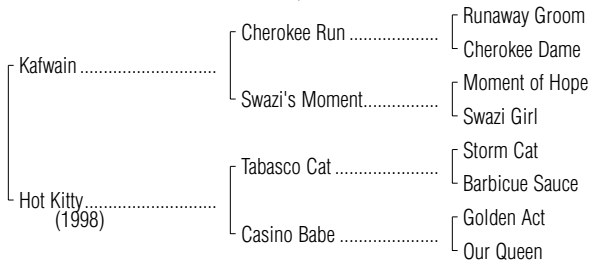 Runaway Groom
Cherokee Run ...................
Cherokee Dame
Kafwain .............................
Moment of Hope
Swazi's Moment................
Swazi Girl
Storm Cat
Tabasco Cat ......................
Barbicue Sauce
Hot Kitty............................
(1998)
Golden Act
Casino Babe .....................
Our Queen